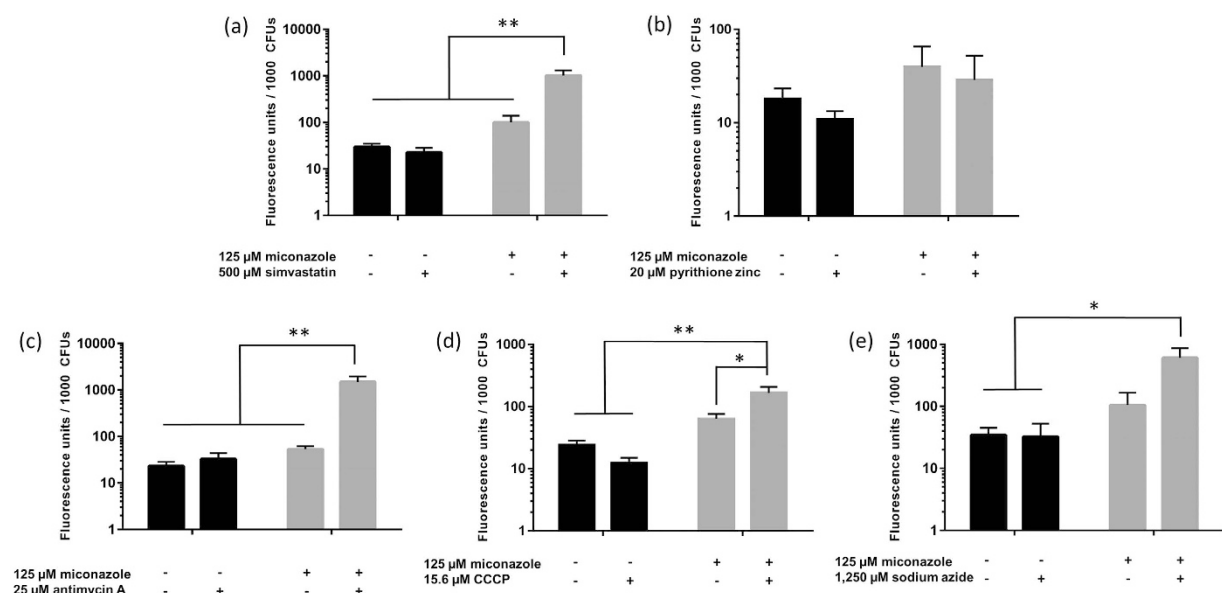 (a)
Fluorescence units / 1000 CFUs
10000
1000
100
10
1
**
125 µM miconazole - - + +
500 µM simvastatin - + - +
(b)
Fluorescence units / 1000 CFUs
100
10
1
125 µM miconazole - - + +
20 µM pyrithione zinc - + - +
(c)
Fluorescence units / 1000 CFUs
10000
1000
100
10
1
**
125 µM miconazole - - + +
25 µM antimycin A - + - +
(d)
Fluorescence units / 1000 CFUs
1000
100
10
1
**
*
125 µM miconazole - - + +
15.6 µM CCCP - + - +
(e)
Fluorescence units / 1000 CFUs
1000
100
10
1
*
125 µM miconazole - - + +
1,250 µM sodium azide - + - +